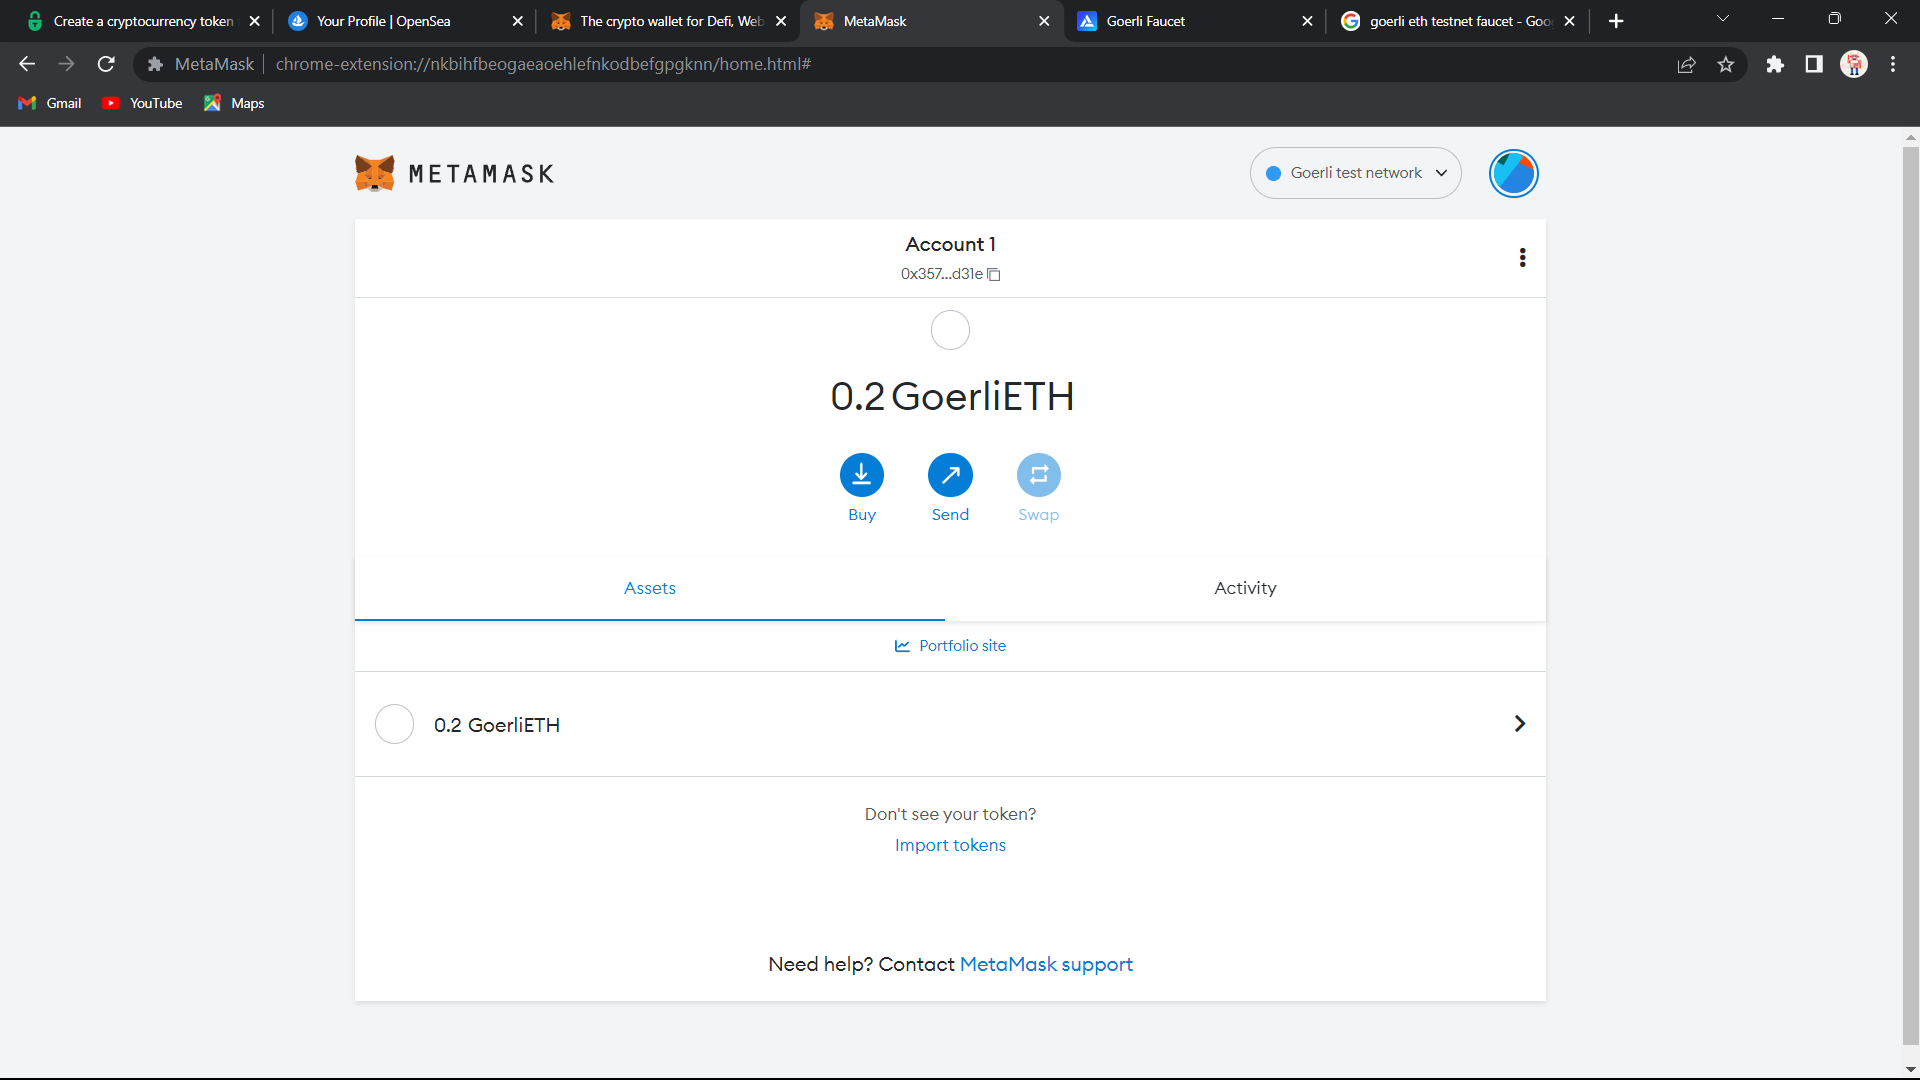 Create a cryptocurrency token
Your Profile | OpenSea
The crypto wallet for Defi, Web
MetaMask
Goerli Faucet
goerli eth testnet faucet - Goo
MetaMask
chrome-extension://nkbihfbeogaeaoehlefnkodbefgpgknn/home.html#
Gmail
YouTube
Maps
METAMASK
Goerli test network
Account 1
0x357...d31e
0.2 GoerliETH
Buy
Send
Swap
Assets
Activity
Portfolio site
0.2 GoerliETH
Don't see your token?
Import tokens
Need help? Contact MetaMask support